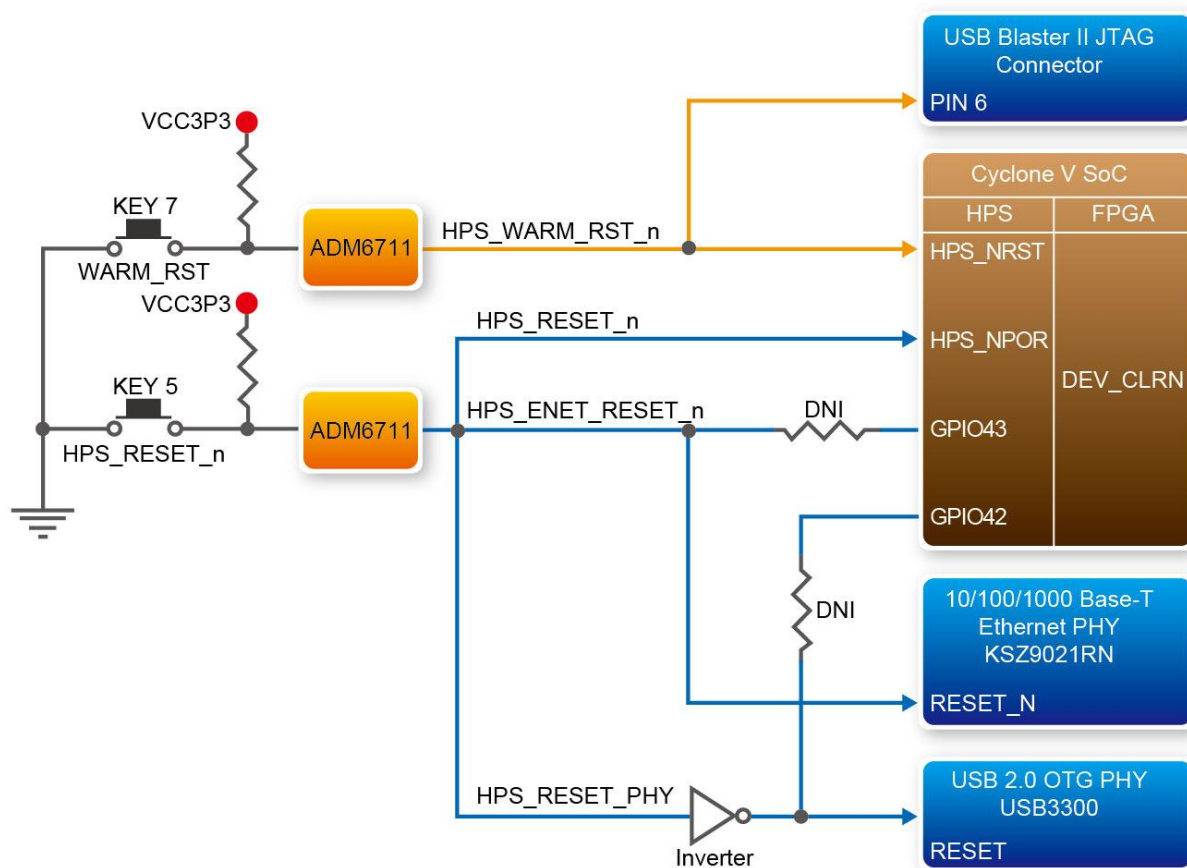 USB Blaster II JTAG
Connector
PIN 6
VCC3P3
KEY 7
WARM_RST
ADM6711
HPS_WARM_RST_n
Cyclone V SoC
HPS FPGA
HPS_NRST
HPS_NPOR
DEV_CLRN
GPIO43
GPIO42
VCC3P3
KEY 5
HPS_RESET_n
ADM6711
HPS_RESET_n
HPS_ENET_RESET_n
DNI
DNI
10/100/1000 Base-T
Ethernet PHY
KSZ9021RN
RESET_N
HPS_RESET_PHY
Inverter
USB 2.0 OTG PHY
USB3300
RESET